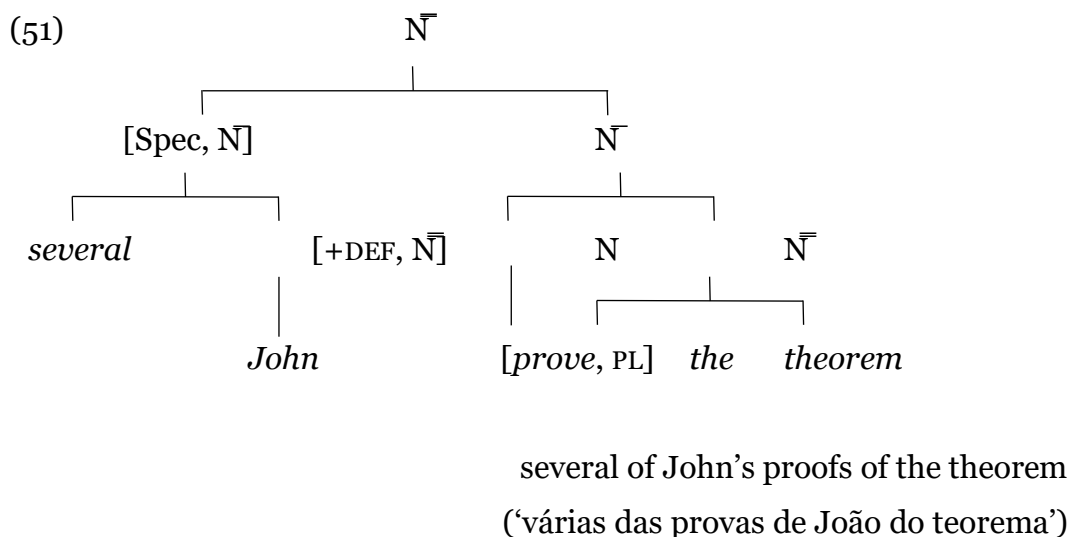 (51) N̿
[Spec, N̄] N̄
several [+DEF, N̿] N N̿
John [prove, PL] the theorem
several of John’s proofs of the theorem
(‘várias das provas de João do teorema’)